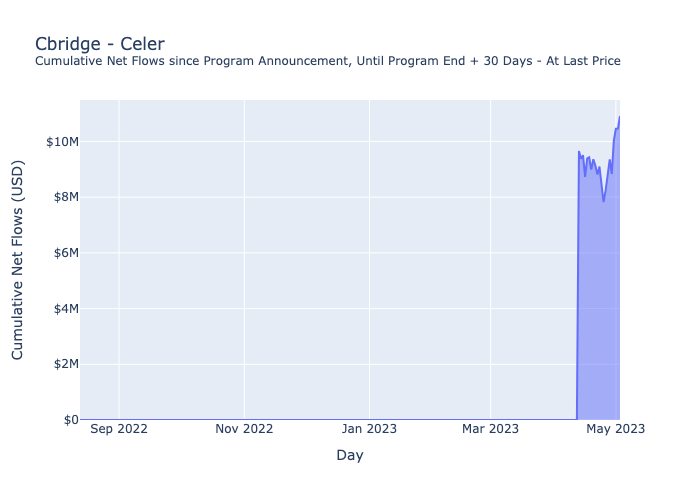 Cbridge - Celer
Cumulative Net Flows since Program Announcement, Until Program End + 30 Days - At Last Price
Cumulative Net Flows (USD)
$10M
$8M
$6M
$4M
$2M
$0
Sep 2022 Nov 2022 Jan 2023 Mar 2023 May 2023
Day